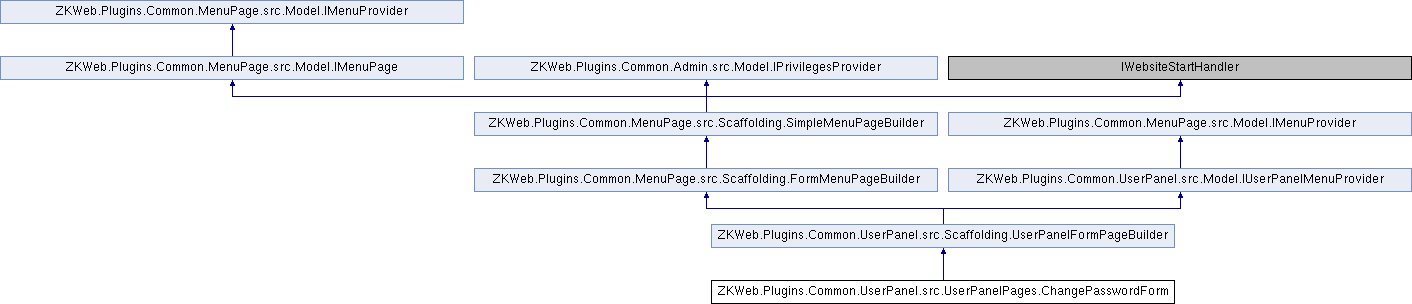 ZKWeb.Plugins.Common.MenuPage.src.Model.IMenuProvider
ZKWeb.Plugins.Common.MenuPage.src.Model.IMenuPage
ZKWeb.Plugins.Common.Admin.src.Model.IPrivilegesProvider
IWebsiteStartHandler
ZKWeb.Plugins.Common.MenuPage.src.Scaffolding.SimpleMenuPageBuilder
ZKWeb.Plugins.Common.MenuPage.src.Model.IMenuProvider
ZKWeb.Plugins.Common.MenuPage.src.Scaffolding.FormMenuPageBuilder
ZKWeb.Plugins.Common.UserPanel.src.Model.IUserPanelMenuProvider
ZKWeb.Plugins.Common.UserPanel.src.Scaffolding.UserPanelFormPageBuilder
ZKWeb.Plugins.Common.UserPanel.src.UserPanelPages.ChangePasswordForm